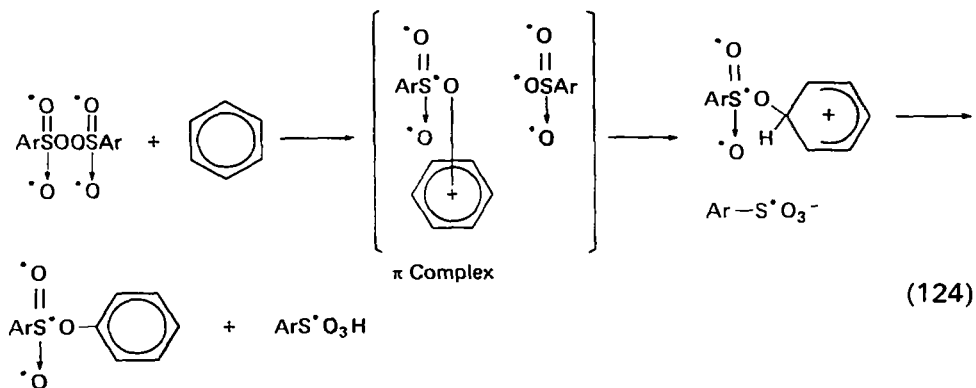 •O •O •O •O •O
ArS•O •OSAr ArS•O
•O •O •O •O H +
ArSOOSAr + +
•O •O Ar—S•O₃⁻
π Complex
(124)
•O
ArS•O + ArS•O₃H
•O